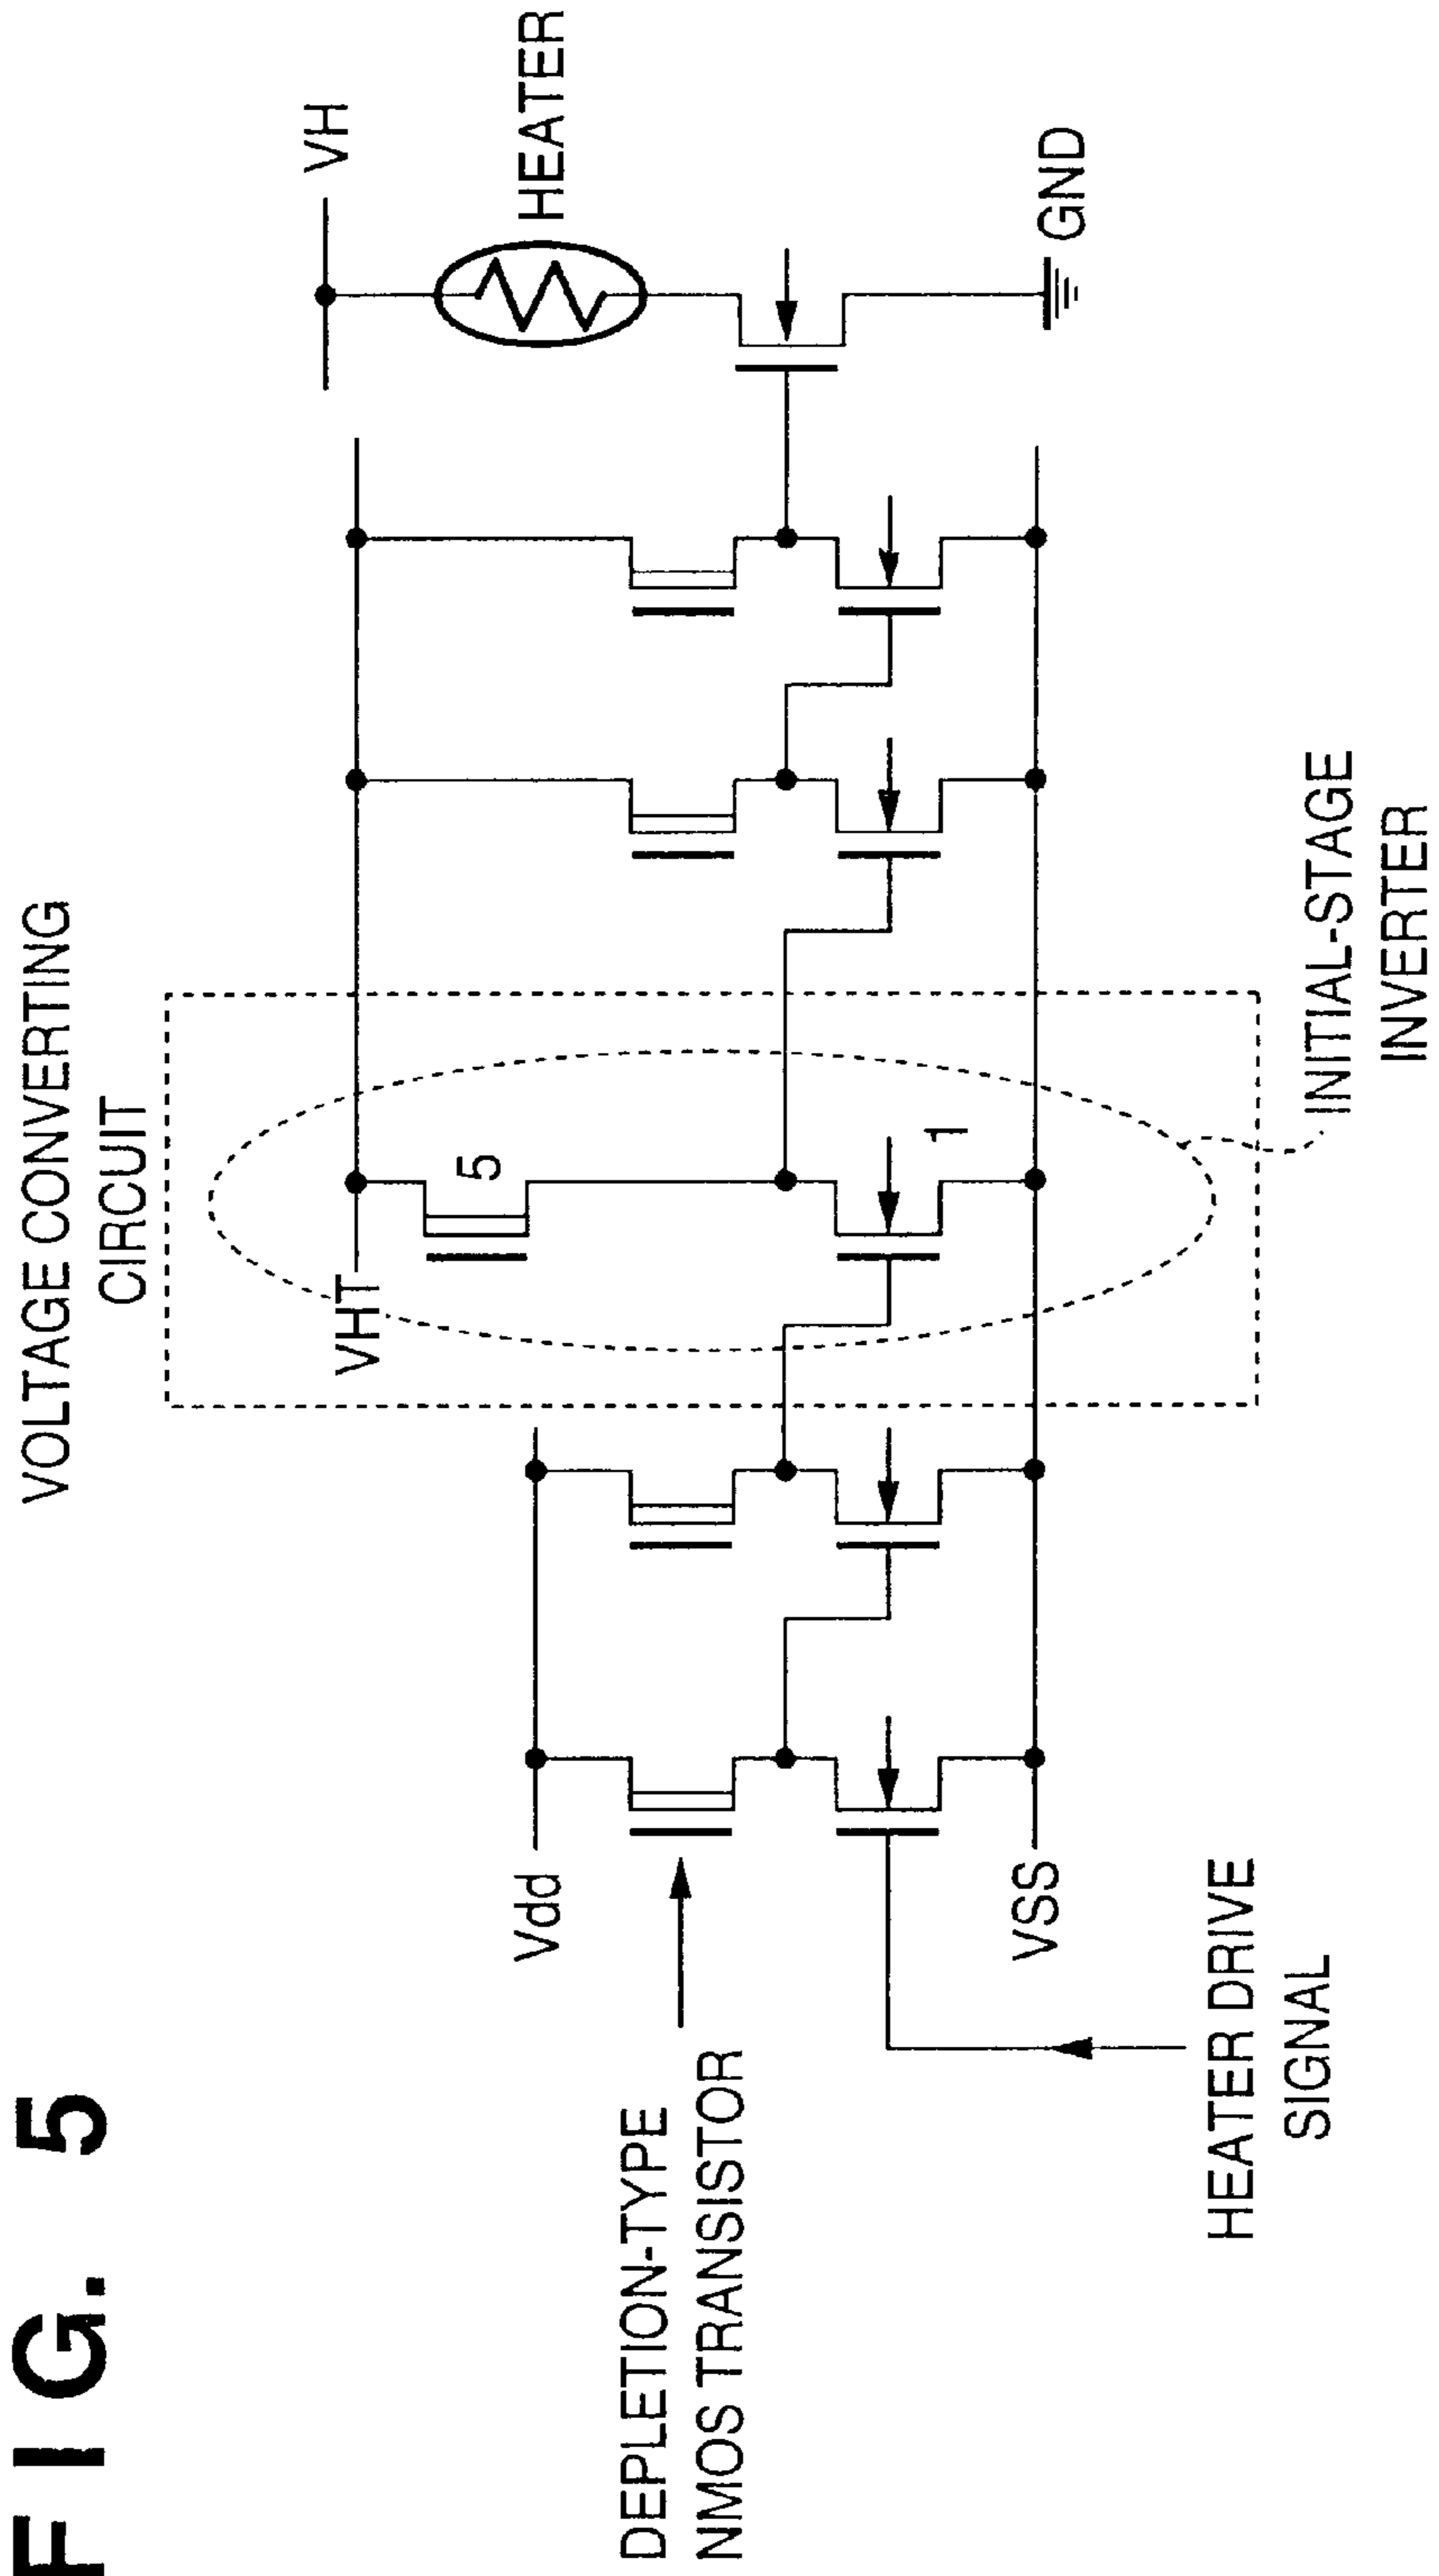 FIG. 5
VOLTAGE CONVERTING
CIRCUIT
VH
HEATER
VHT
5
Vdd
DEPLETION-TYPE
NMOS TRANSISTOR
1
VSS
GND
HEATER DRIVE
SIGNAL
INITIAL-STAGE
INVERTER